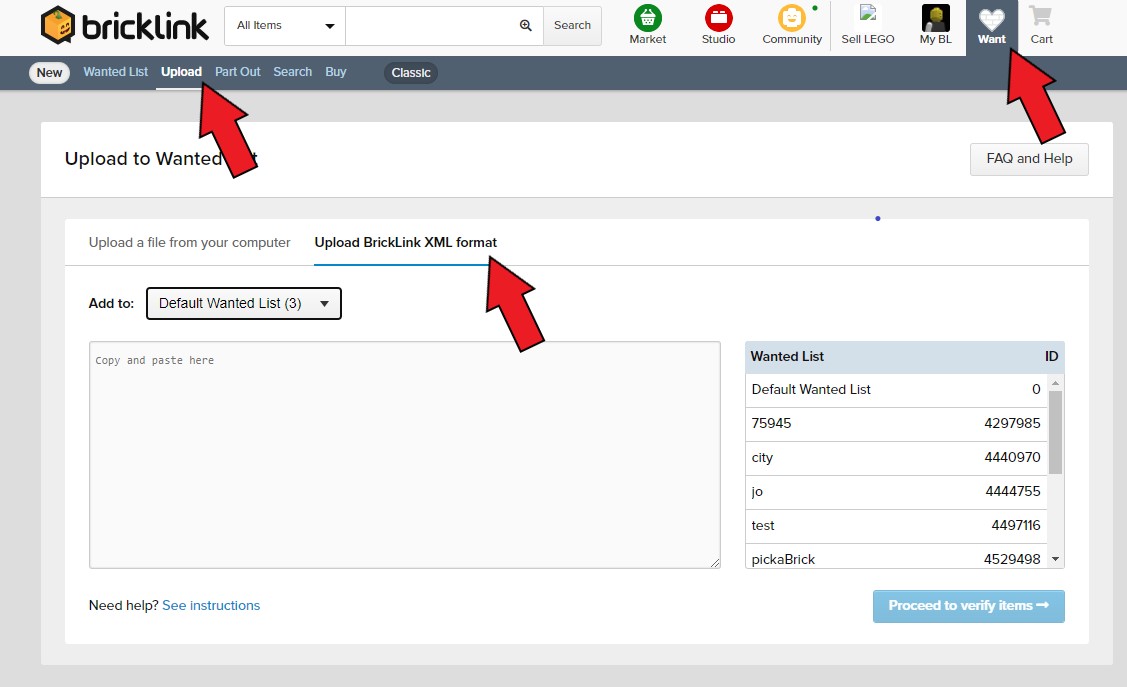 bricklink
All Items
Search
Market
Studio
Community
Sell LEGO
My BL
Want
Cart
New
Wanted List
Upload
Part Out
Search
Buy
Classic
Upload to Wanted
FAQ and Help
Upload a file from your computer
Upload BrickLink XML format
Add to: Default Wanted List (3)
Copy and paste here
Wanted List ID
Default Wanted List 0
75945 4297985
city 4440970
jo 4444755
test 4497116
pickaBrick 4529498
Need help? See instructions
Proceed to verify items →